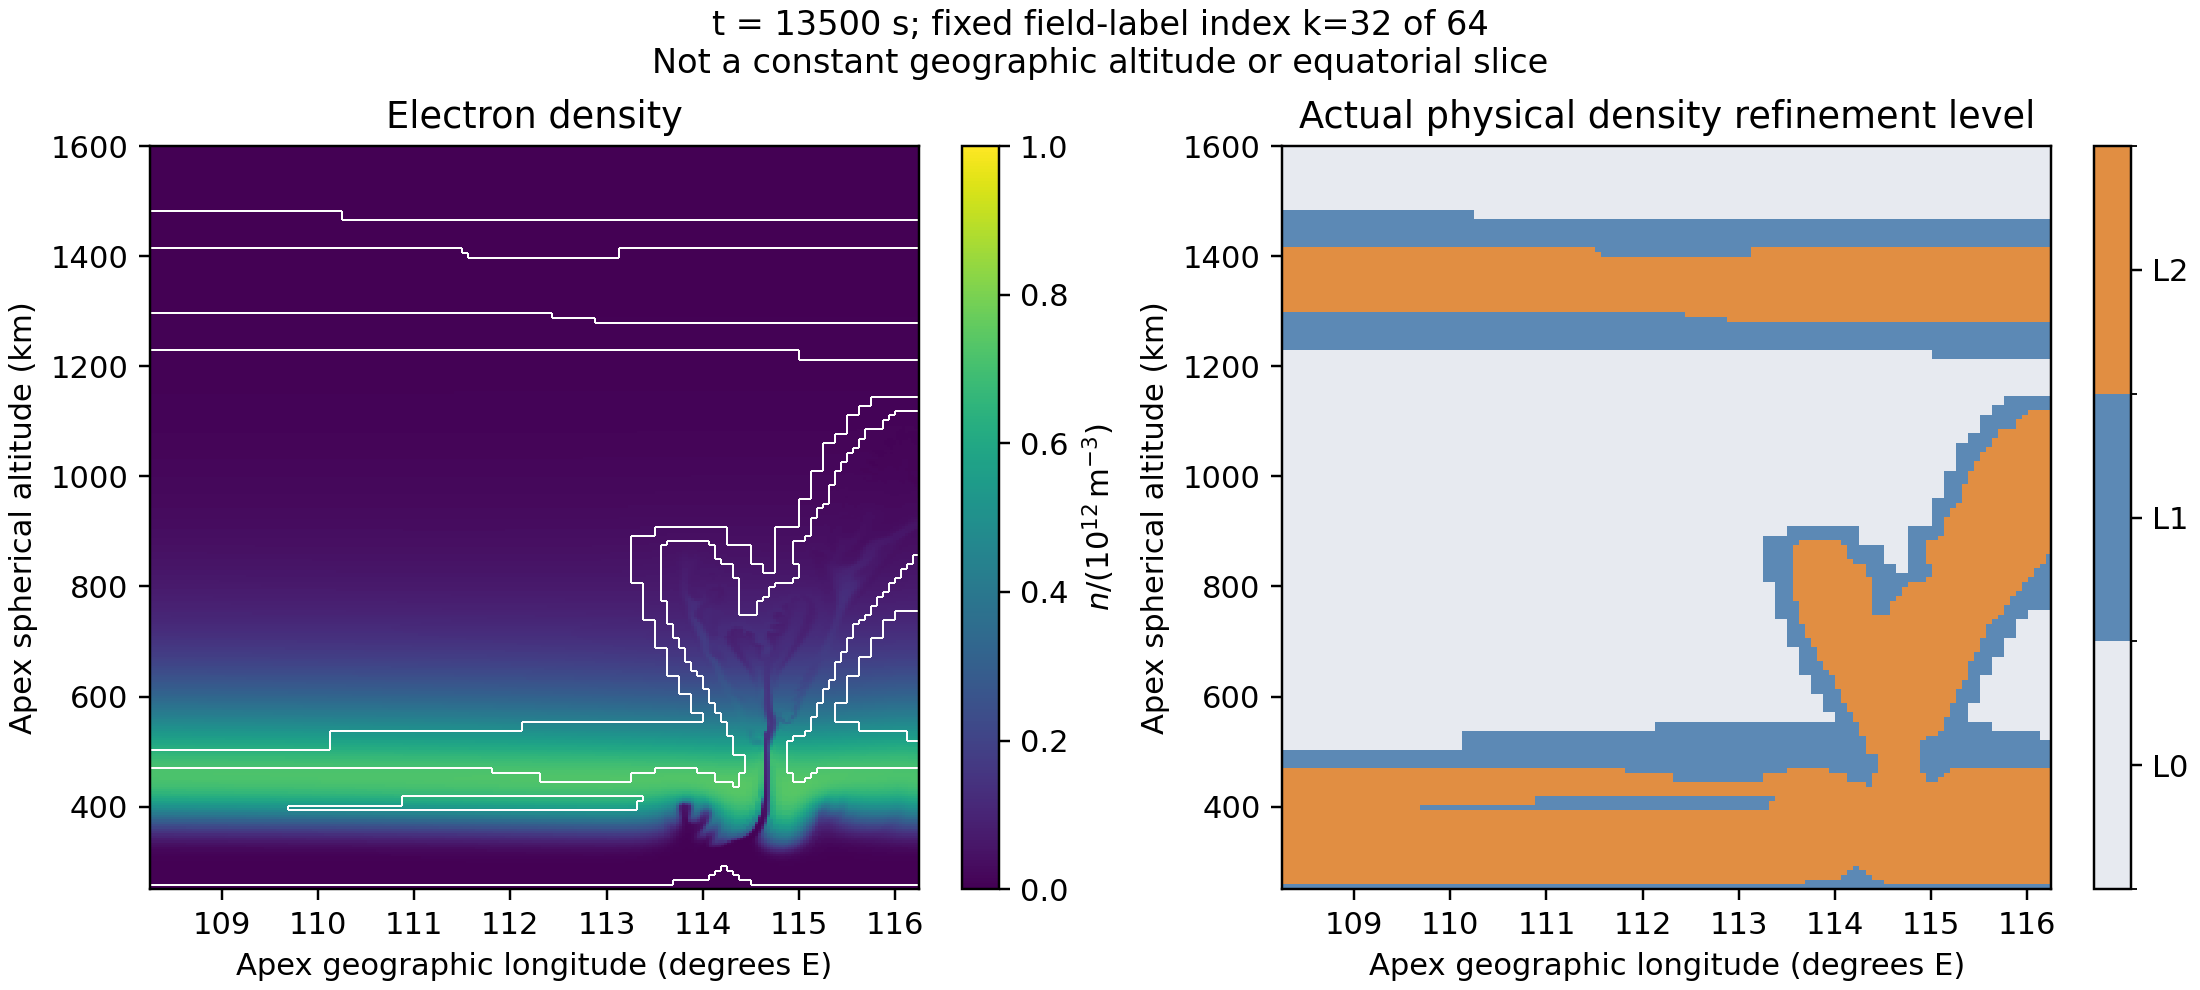 t = 13500 s; fixed field-label index k=32 of 64
Not a constant geographic altitude or equatorial slice
Electron density
Actual physical density refinement level
Apex spherical altitude (km)
1600
1400
1200
1000
800
600
400
109 110 111 112 113 114 115 116
Apex geographic longitude (degrees E)
1.0
0.8
0.6
0.4
0.2
0.0
n/(10¹² m⁻³)
Apex spherical altitude (km)
1600
1400
1200
1000
800
600
400
109 110 111 112 113 114 115 116
Apex geographic longitude (degrees E)
L2
L1
L0